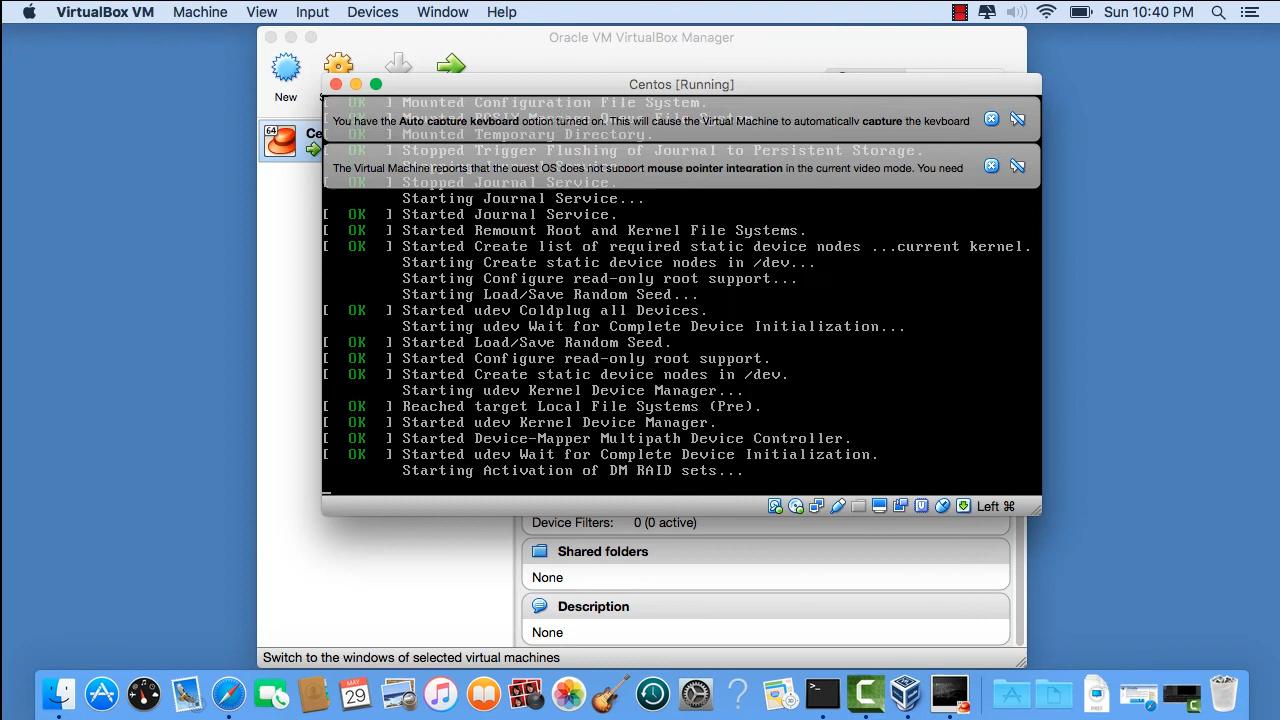 VirtualBox VM Machine View Input Devices Window Help Sun 10:40 PM
Oracle VM VirtualBox Manager
New
64
Ce
Centos [Running]
[ OK ] Mounted Configuration File System.
You have the Auto capture keyboard option turned on. This will cause the Virtual Machine to automatically capture the keyboard
[ OK ] Mounted Temporary Directory.
[ OK ] Stopped Trigger Flushing of Journal to Persistent Storage.
The Virtual Machine reports that the guest OS does not support mouse pointer integration in the current video mode. You need
[ OK ] Stopped Journal Service.
Starting Journal Service...
[ OK ] Started Journal Service.
[ OK ] Started Remount Root and Kernel File Systems.
[ OK ] Started Create list of required static device nodes ...current kernel.
Starting Create static device nodes in /dev...
Starting Configure read-only root support...
Starting Load/Save Random Seed...
[ OK ] Started udev Coldplug all Devices.
Starting udev Wait for Complete Device Initialization...
[ OK ] Started Load/Save Random Seed.
[ OK ] Started Configure read-only root support.
[ OK ] Started Create static device nodes in /dev.
Starting udev Kernel Device Manager...
[ OK ] Reached target Local File Systems (Pre).
[ OK ] Started udev Kernel Device Manager.
[ OK ] Started Device-Mapper Multipath Device Controller.
[ OK ] Started udev Wait for Complete Device Initialization.
Starting Activation of DM RAID sets...
Left ⌘
Device Filters: 0 (0 active)
Shared folders
None
Description
None
Switch to the windows of selected virtual machines
MAY
29